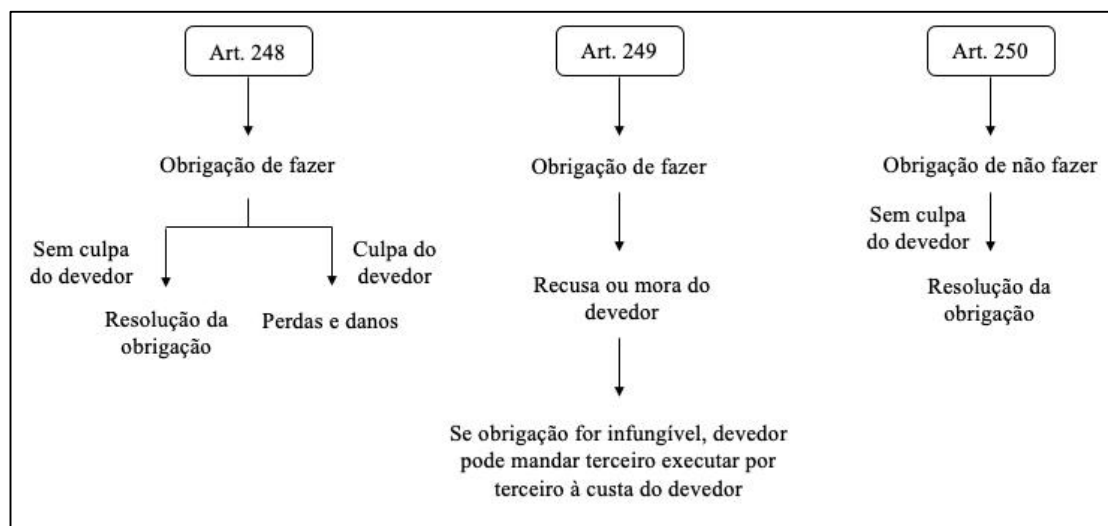 Art. 248
Obrigação de fazer
Sem culpa
do devedor
Culpa do
devedor
Resolução da
obrigação
Perdas e danos
Art. 249
Obrigação de fazer
Recusa ou mora do
devedor
Se obrigação for infungível, devedor
pode mandar terceiro executar por
terceiro à custa do devedor
Art. 250
Obrigação de não fazer
Sem culpa
do devedor
Resolução da
obrigação